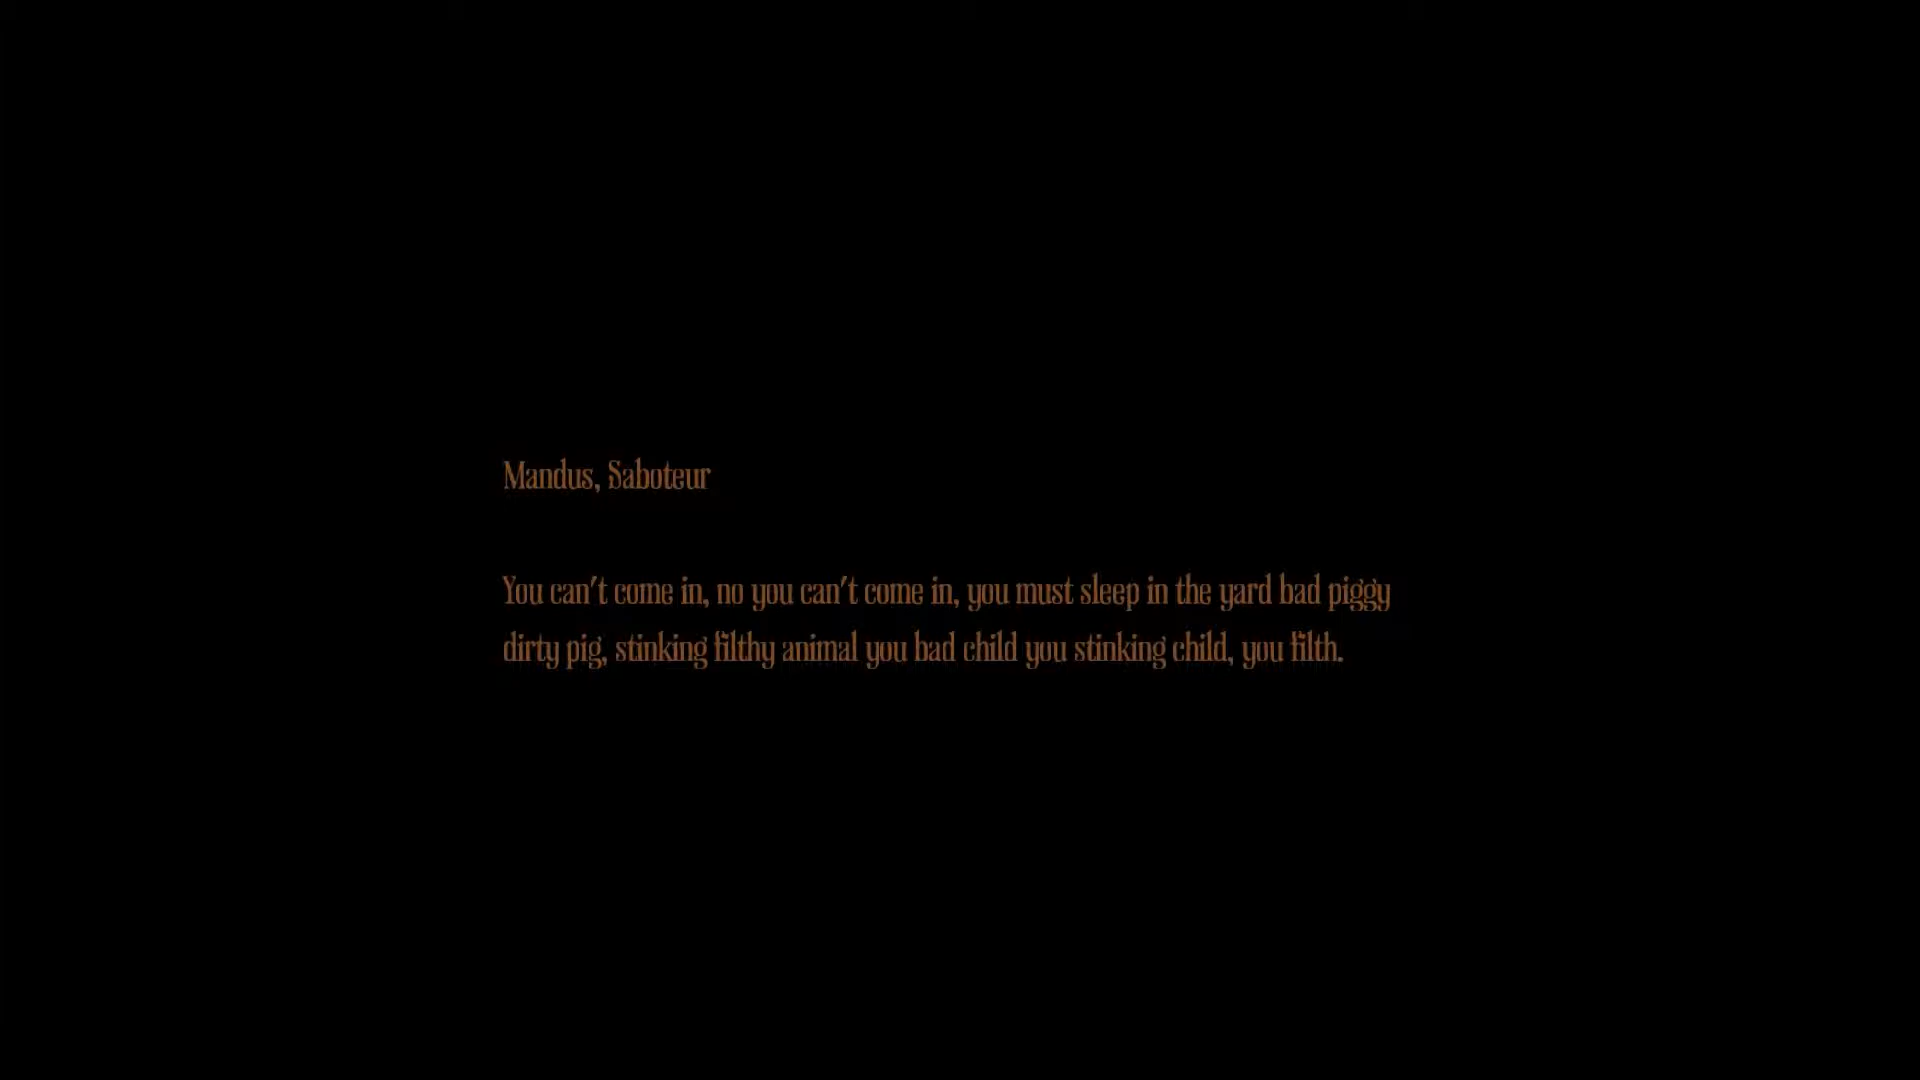 Mandus, Saboteur
You can't come in, no you can't come in, you must sleep in the yard bad piggy
dirty pig, stinking filthy animal you bad child you stinking child, you filth.